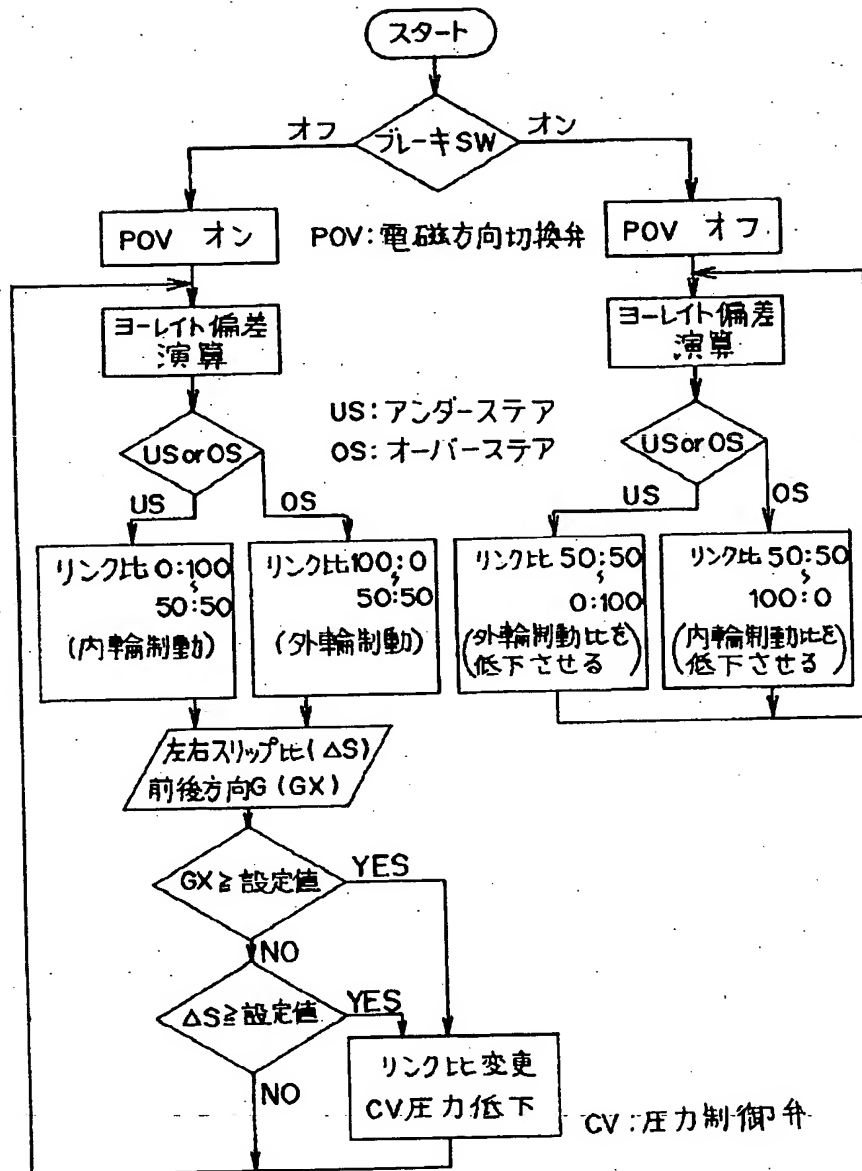 スタート
オフ
ブレーキSW
オン
POV オン
POV:電磁方向切換弁
POV オフ
ヨーレイト偏差
演算
ヨーレイト偏差
演算
US:アンダーステア
OS:オーバーステア
USorOS
USorOS
US
OS
US
OS
リンク比0:100
~
50:50
(内輪制動)
リンク比100:0
~
50:50
(外輪制動)
リンク比 50:50
~
0:100
(外輪制動比を
低下させる)
リンク比 50:50
~
100:0
(内輪制動比を
低下させる)
左右スリップ比(ΔS)
前後方向G(GX)
GX≧設定値
YES
NO
ΔS≧設定値
YES
NO
リンク比変更
CV圧力低下
CV:圧力制御弁